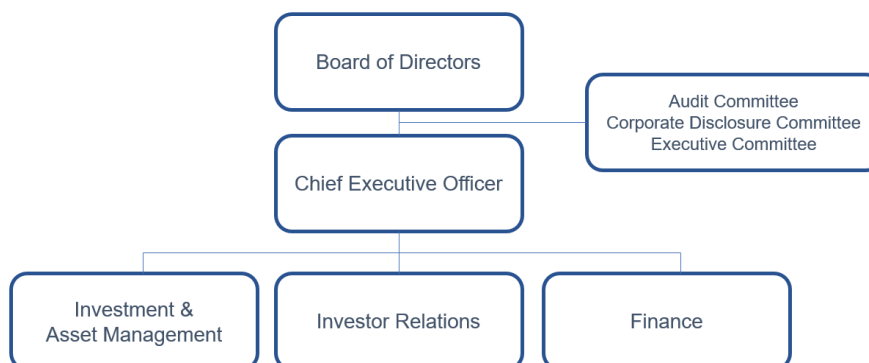 Board of Directors
Audit Committee
Corporate Disclosure Committee
Executive Committee
Chief Executive Officer
Investment &
Asset Management
Investor Relations
Finance